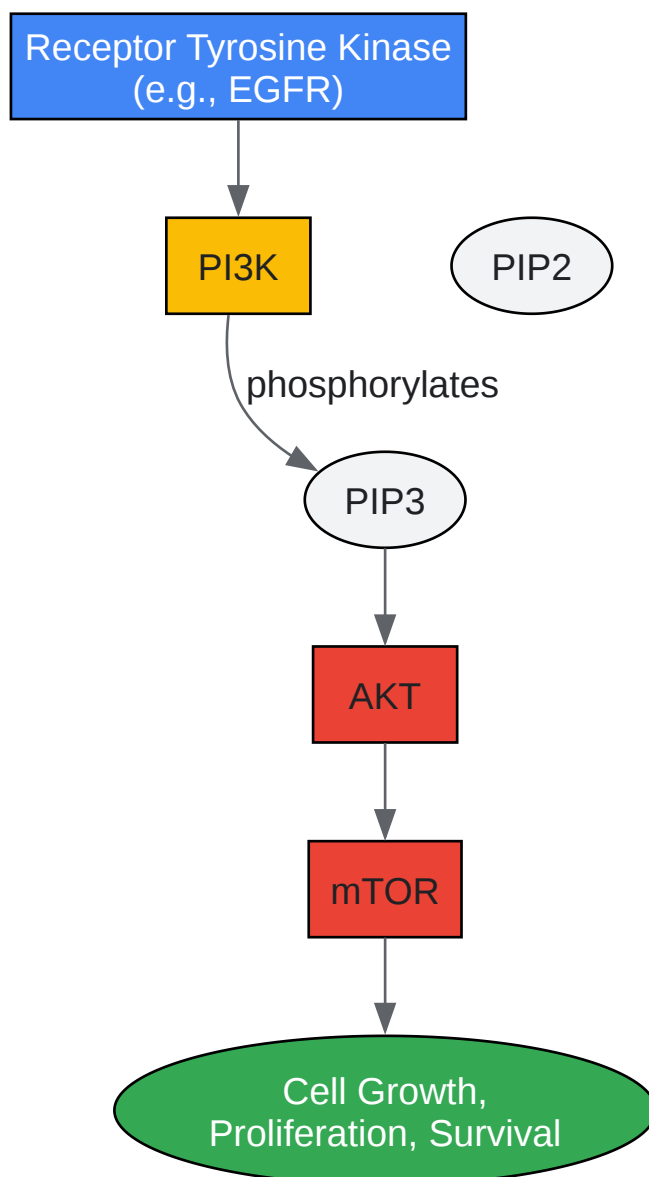 Receptor Tyrosine Kinase
(e.g., EGFR)
PI3K
PIP2
phosphorylates
PIP3
AKT
mTOR
Cell Growth,
Proliferation, Survival